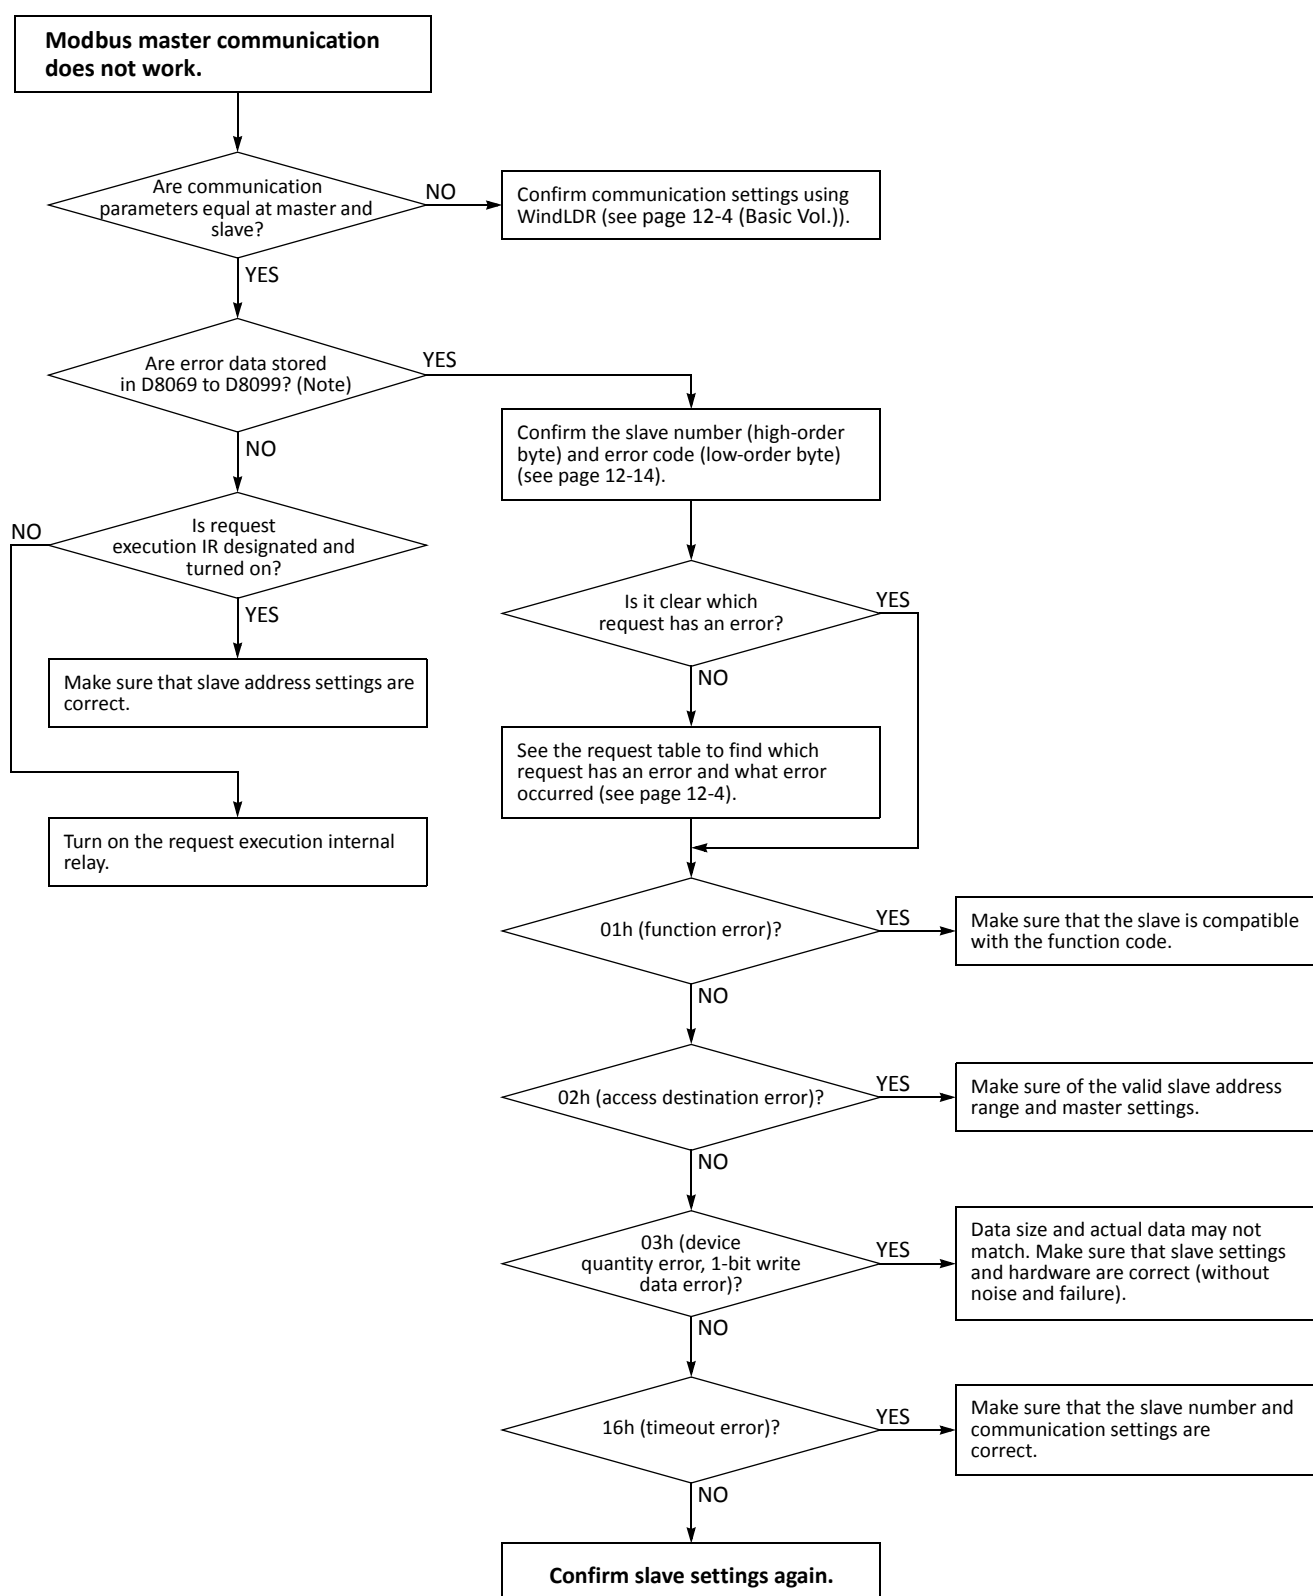 Modbus master communication
does not work.
Are communication
parameters equal at master and
slave?
NO
Confirm communication settings using
WindLDR (see page 12-4 (Basic Vol.)).
YES
Are error data stored
in D8069 to D8099? (Note)
YES
Confirm the slave number (high-order
byte) and error code (low-order byte)
(see page 12-14).
NO
Is request
execution IR designated and
turned on?
NO
YES
Make sure that slave address settings are
correct.
Turn on the request execution internal
relay.
Is it clear which
request has an error?
YES
NO
See the request table to find which
request has an error and what error
occurred (see page 12-4).
01h (function error)?
YES
Make sure that the slave is compatible
with the function code.
NO
02h (access destination error)?
YES
Make sure of the valid slave address
range and master settings.
NO
03h (device
quantity error, 1-bit write
data error)?
YES
Data size and actual data may not
match. Make sure that slave settings
and hardware are correct (without
noise and failure).
NO
16h (timeout error)?
YES
Make sure that the slave number and
communication settings are
correct.
NO
Confirm slave settings again.